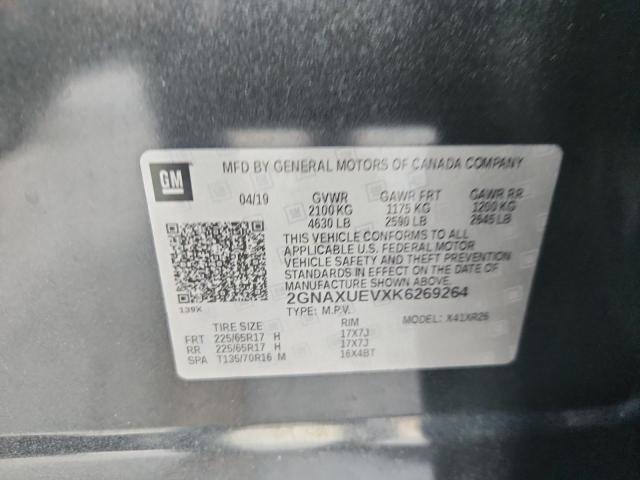 GM
MFD BY GENERAL MOTORS OF CANADA COMPANY
04/19 GVWR GAWR FRT GAWR RR
2100 KG 1175 KG 1200 KG
4630 LB 2590 LB 2645 LB
THIS VEHICLE CONFORMS TO ALL
APPLICABLE U.S. FEDERAL MOTOR
VEHICLE SAFETY AND THEFT
PREVENTION STANDARDS IN EFFECT ON
THE DATE OF MANUFACTURE SHOWN ABOVE.
139X 2GNAXUEVXK6269264
TYPE: M.P.V. MODEL: X41XR26
TIRE SIZE RIM
FRT 225/65R17 H 17X7J
RR 225/65R17 H 17X7J
SPA T135/70R16 M 16X4BT